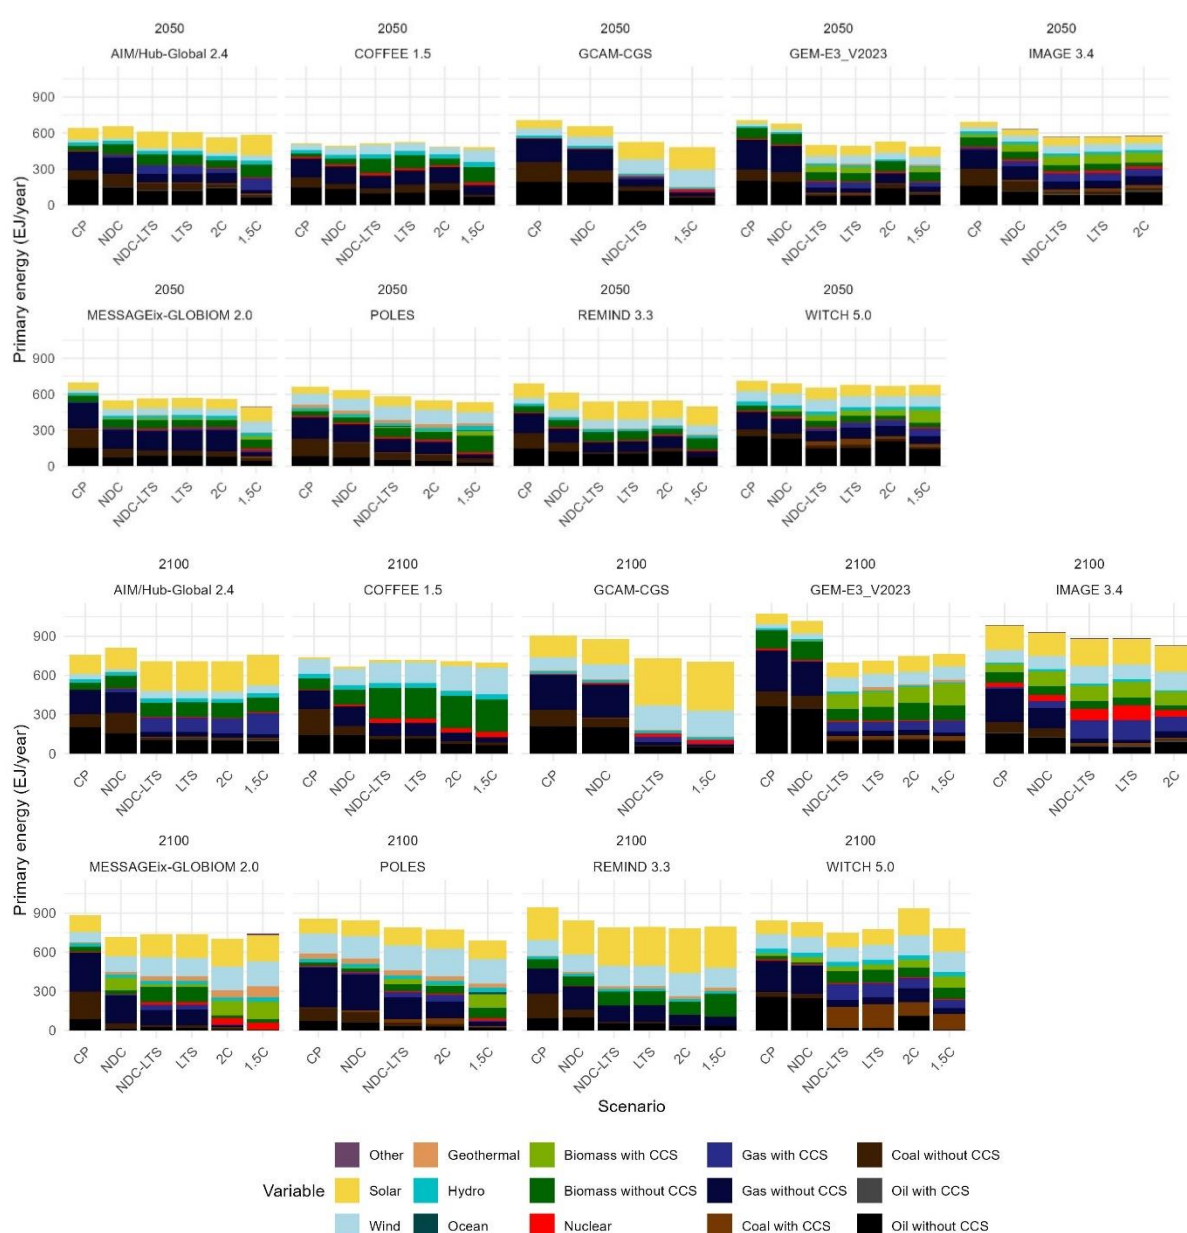 2050 2050 2050 2050 2050
AIM/Hub-Global 2.4 COFFEE 1.5 GCAM-CGS GEM-E3_V2023 IMAGE 3.4
900
600
300
0
CP NDC NDC-LTS LTS 2C 1.5C CP NDC NDC-LTS LTS 2C 1.5C CP NDC NDC-LTS 1.5C CP NDC NDC-LTS LTS 2C 1.5C CP NDC NDC-LTS LTS 2C
Primary energy (EJ/year)
2050 2050 2050 2050
MESSAGEix-GLOBIOM 2.0 POLES REMIND 3.3 WITCH 5.0
900
600
300
0
CP NDC NDC-LTS LTS 2C 1.5C CP NDC NDC-LTS 2C 1.5C CP NDC NDC-LTS LTS 2C 1.5C CP NDC NDC-LTS LTS 2C 1.5C
2100 2100 2100 2100 2100
AIM/Hub-Global 2.4 COFFEE 1.5 GCAM-CGS GEM-E3_V2023 IMAGE 3.4
900
600
300
0
CP NDC NDC-LTS LTS 2C 1.5C CP NDC NDC-LTS LTS 2C 1.5C CP NDC NDC-LTS 1.5C CP NDC NDC-LTS LTS 2C 1.5C CP NDC NDC-LTS LTS 2C
Primary energy (EJ/year)
2100 2100 2100 2100
MESSAGEix-GLOBIOM 2.0 POLES REMIND 3.3 WITCH 5.0
900
600
300
0
CP NDC NDC-LTS LTS 2C 1.5C CP NDC NDC-LTS 2C 1.5C CP NDC NDC-LTS LTS 2C 1.5C CP NDC NDC-LTS LTS 2C 1.5C
Scenario
Other Geothermal Biomass with CCS Gas with CCS Coal without CCS
Variable Solar Hydro Biomass without CCS Gas without CCS Oil with CCS
Wind Ocean Nuclear Coal with CCS Oil without CCS